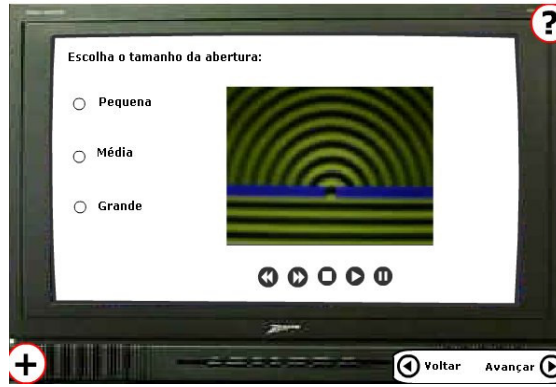 ?
Escolha o tamanho da abertura:
Pequena
Média
Grande
+
Voltar Avançar